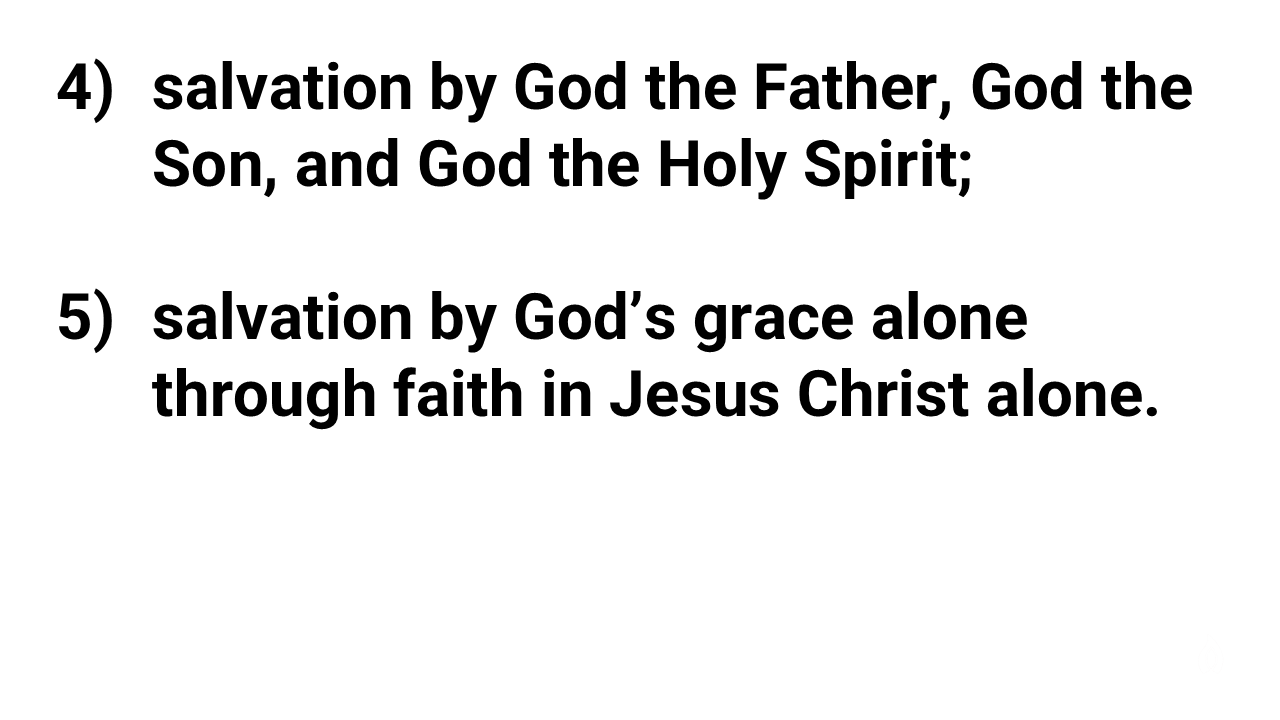 4) salvation by God the Father, God the
Son, and God the Holy Spirit;
5) salvation by God’s grace alone
through faith in Jesus Christ alone.